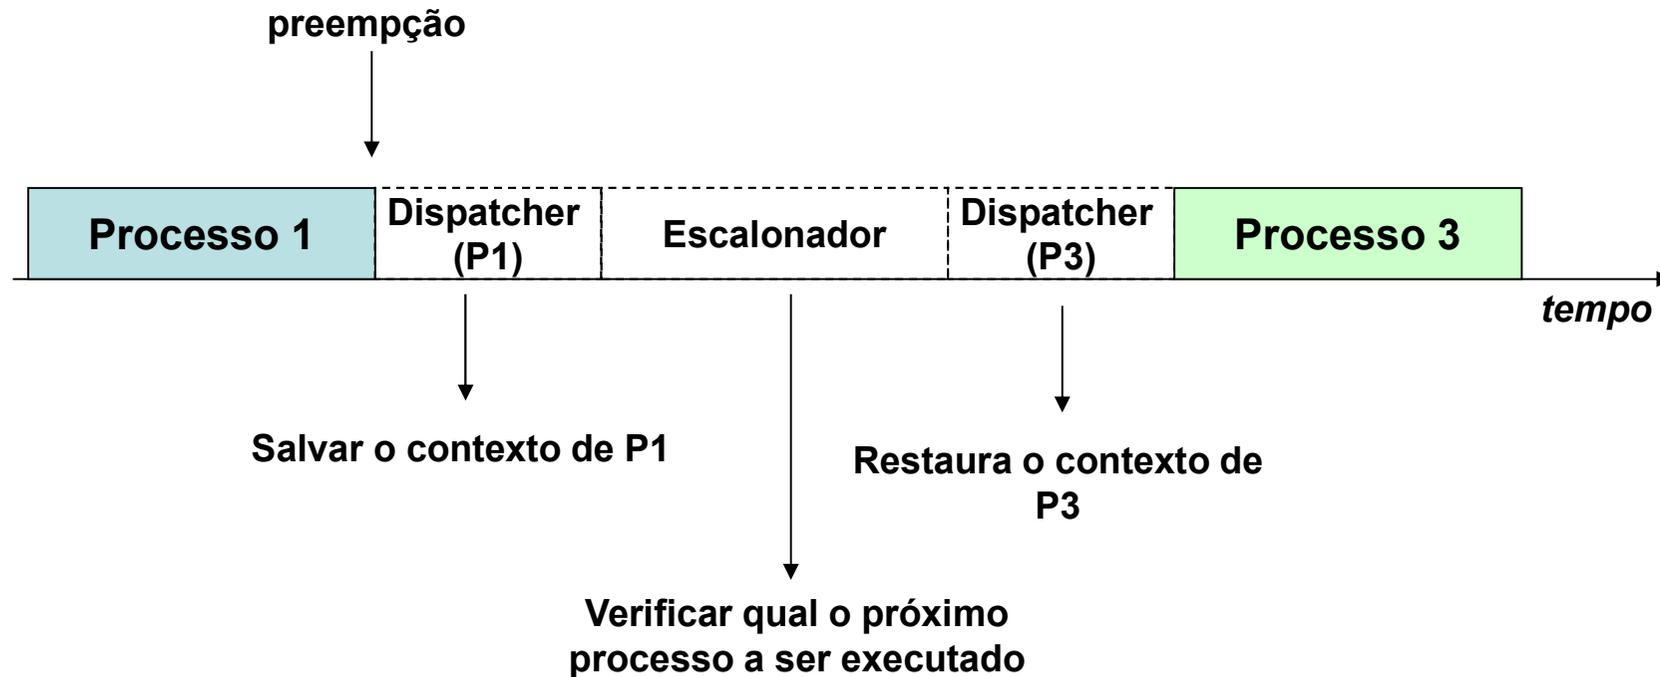 preempção
Processo 1
Dispatcher
(P1)
Escalonador
Dispatcher
(P3)
Processo 3
tempo
Salvar o contexto de P1
Restaura o contexto de
P3
Verificar qual o próximo
processo a ser executado